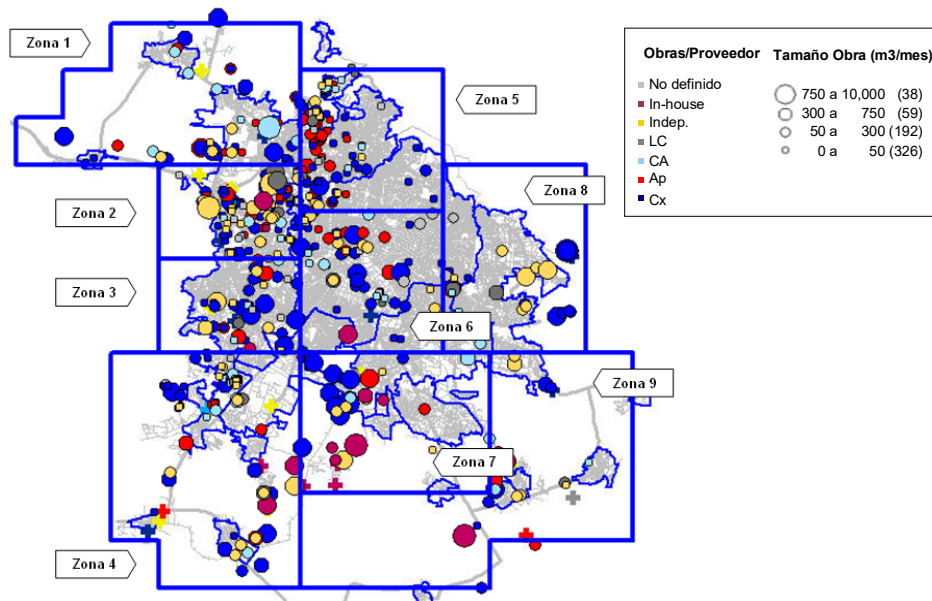 Zona 1
Zona 5
Zona 8
Zona 2
Zona 3
Zona 6
Zona 9
Zona 7
Zona 4
Obras/Proveedor
No definido
In-house
Indep.
LC
CA
Ap
Cx
Tamaño Obra (m3/mes)
750 a 10,000 (38)
300 a 750 (59)
50 a 300 (192)
0 a 50 (326)